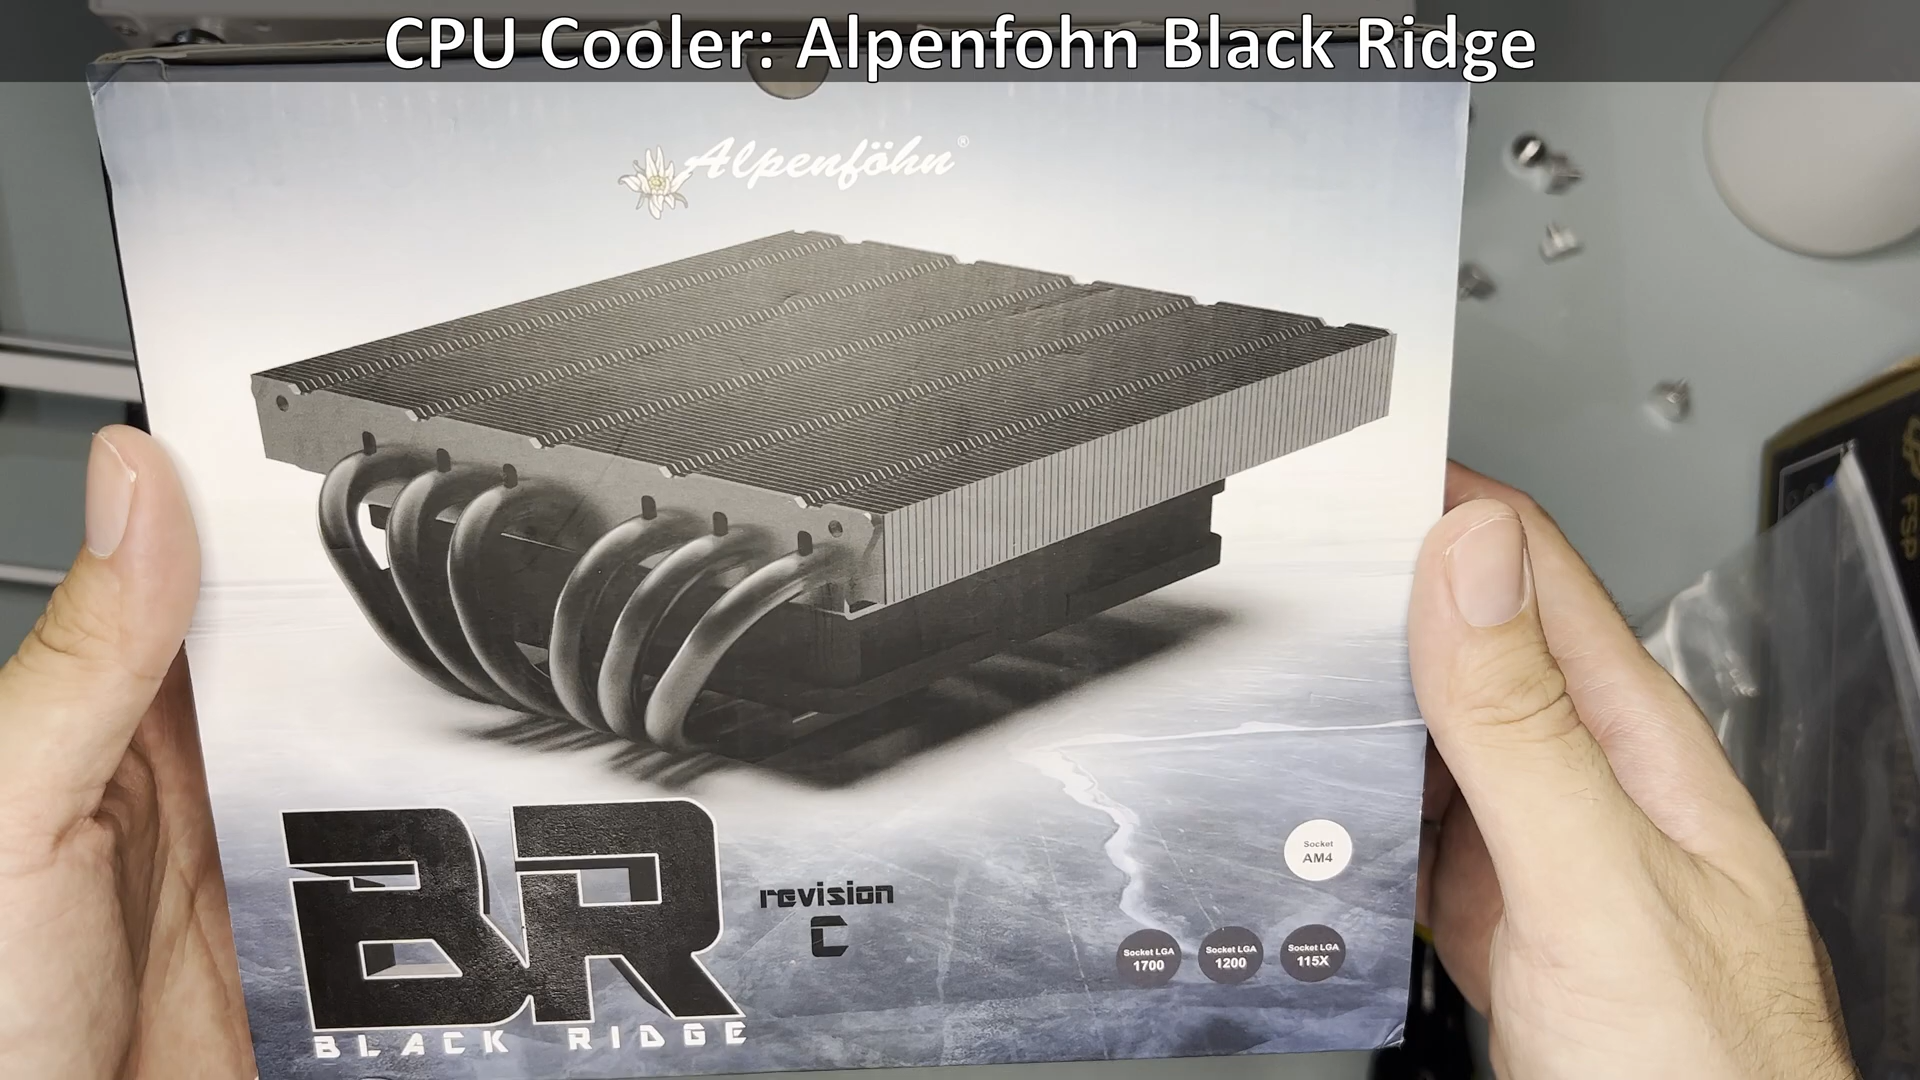 CPU Cooler: Alpenfohn Black Ridge
Alpenföhn®
BR
BLACK RIDGE
revision
C
Socket
AM4
Socket LGA
1700
Socket LGA
1200
Socket LGA
115X
FSP